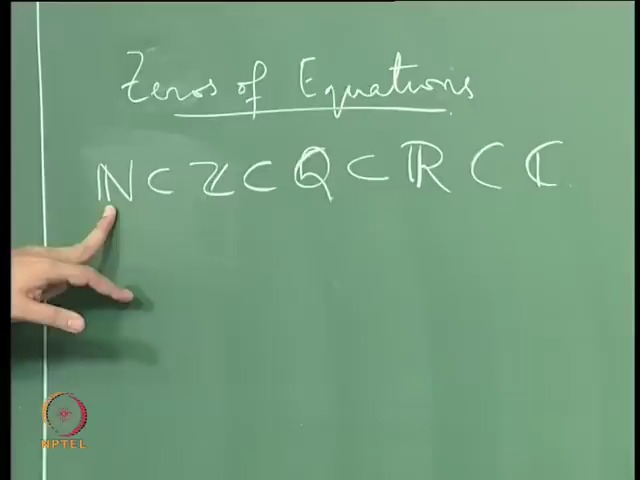 Zeros of Equations
ℕ ⊂ ℤ ⊂ ℚ ⊂ ℝ ⊂ ℂ.
NPTEL